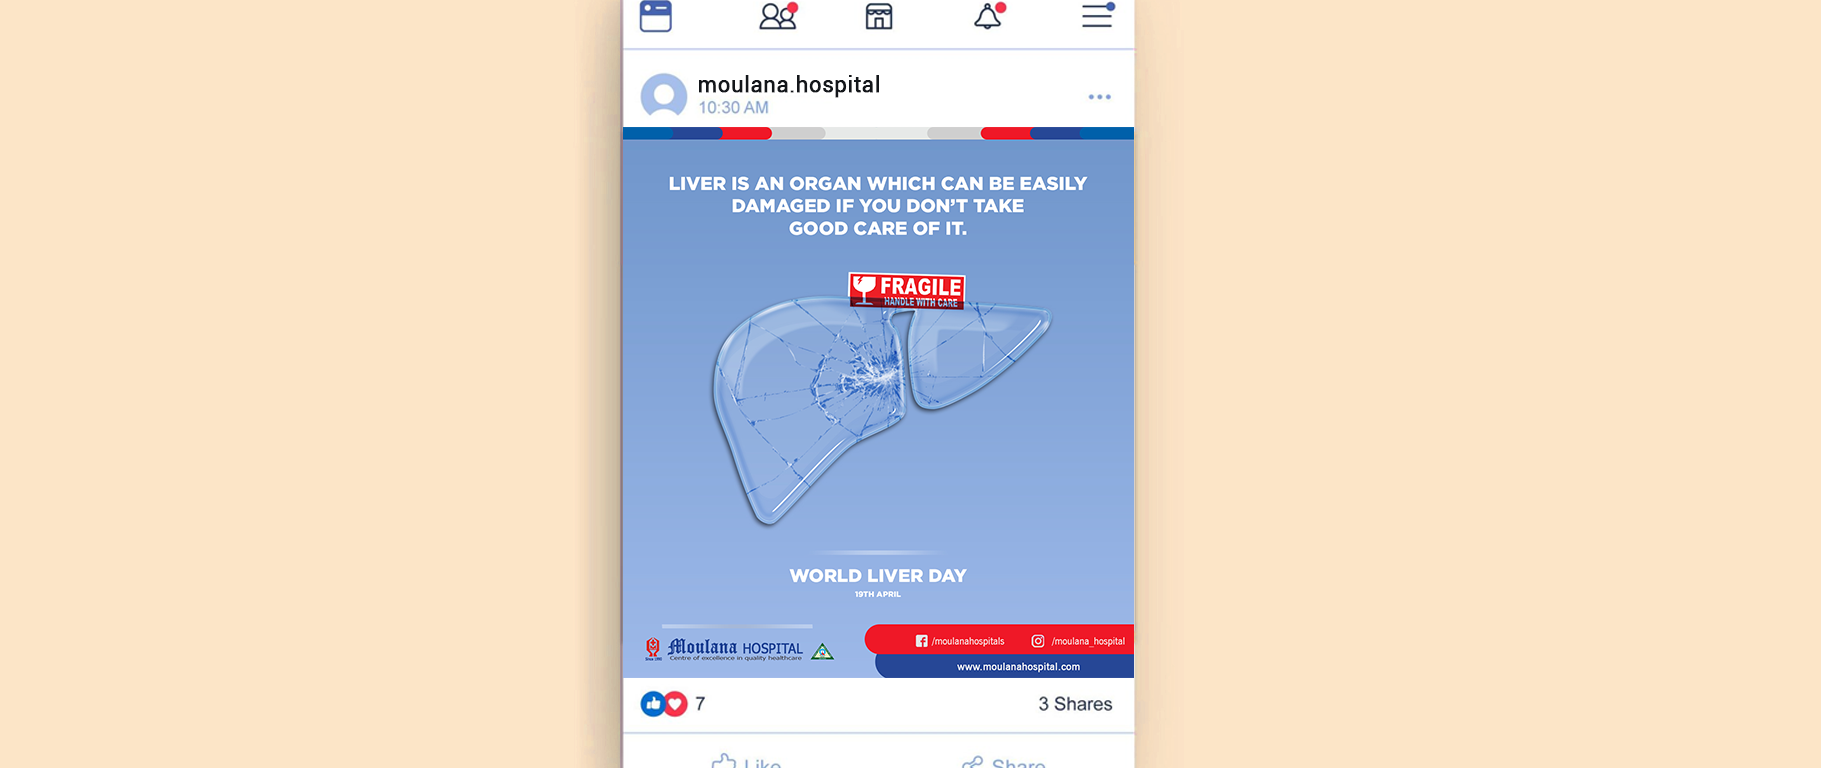 moulana.hospital
10:30 AM
LIVER IS AN ORGAN WHICH CAN BE EASILY
DAMAGED IF YOU DON'T TAKE
GOOD CARE OF IT.
FRAGILE
HANDLE WITH CARE
WORLD LIVER DAY
19TH APRIL
Moulana HOSPITAL
Centre of excellence in quality healthcare
/moulanahospitals
/moulana_hospital
www.moulanahospital.com
7
3 Shares
Like
Share